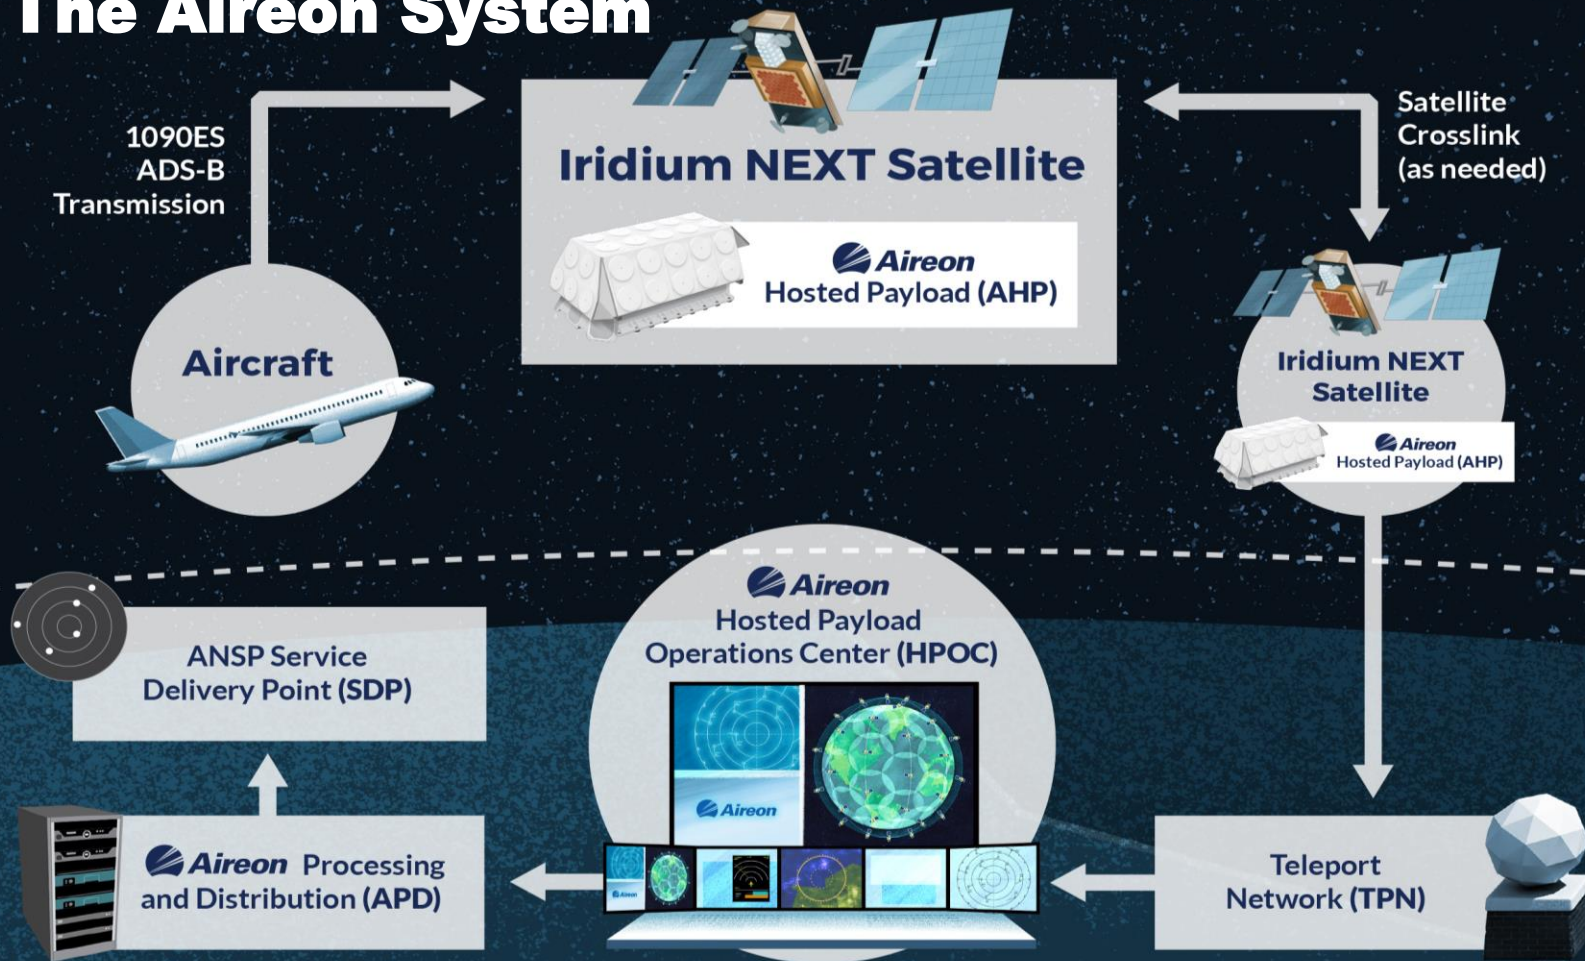 The Aireon System
1090ES
ADS-B
Transmission
Iridium NEXT Satellite
Aireon
Hosted Payload (AHP)
Satellite
Crosslink
(as needed)
Aircraft
Iridium NEXT
Satellite
Aireon
Hosted Payload (AHP)
Aireon
Hosted Payload
Operations Center (HPOC)
Aireon
Aireon
ANSP Service
Delivery Point (SDP)
Aireon Processing
and Distribution (APD)
Teleport
Network (TPN)